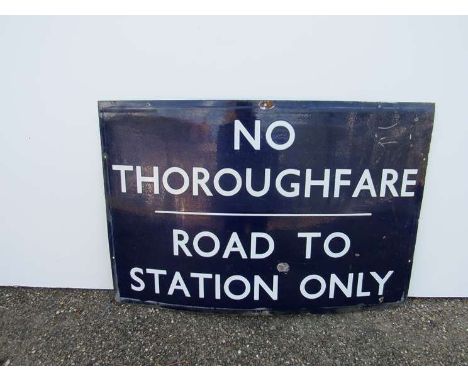 NO
THOROUGHFARE
ROAD TO
STATION ONLY